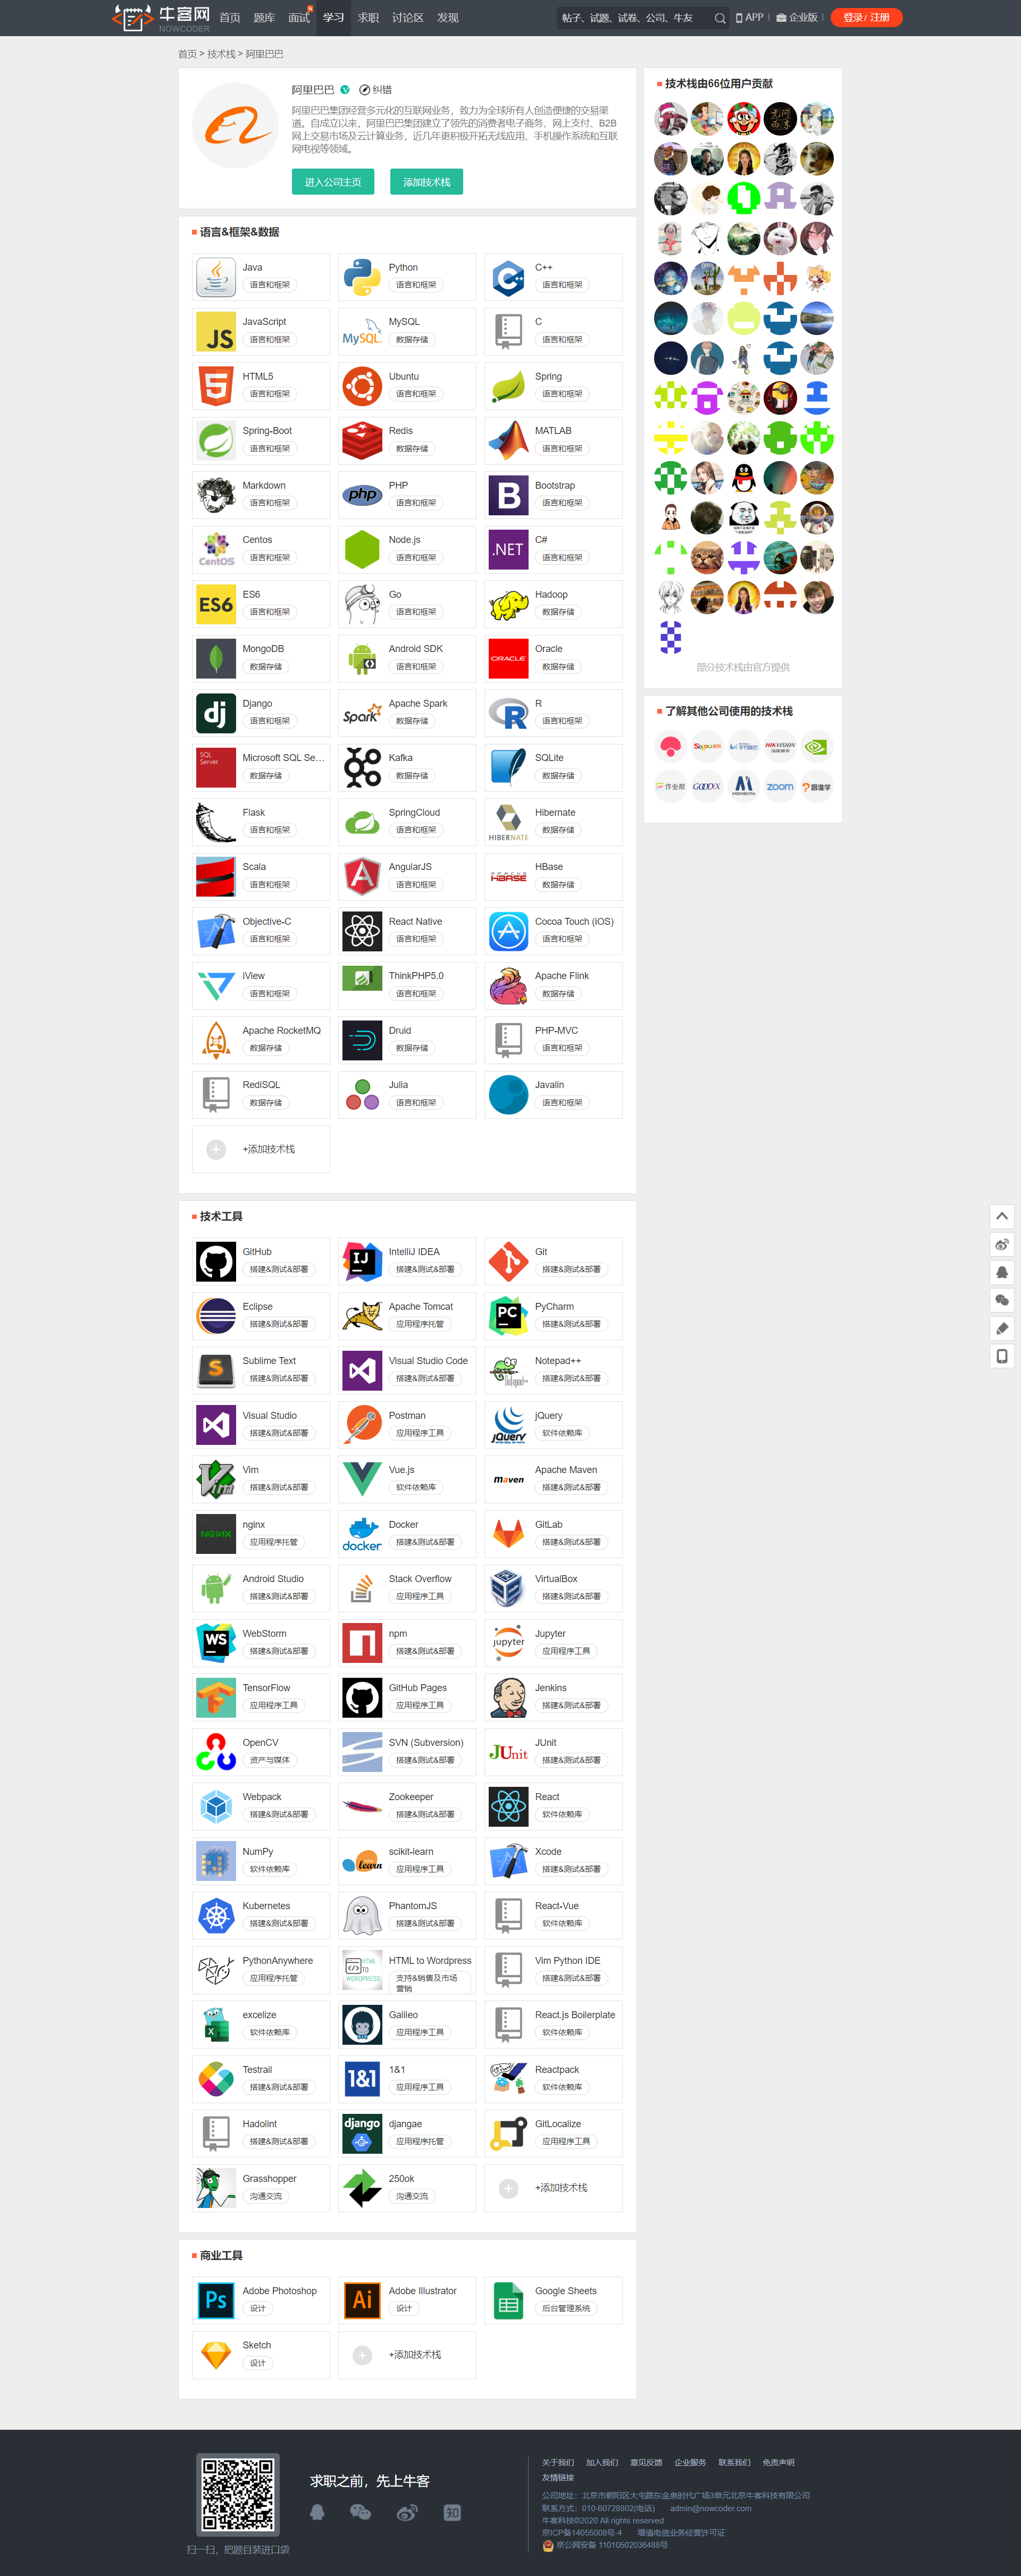 牛客网
NOWCODER
首页 题库 面试 学习 求职 讨论区 发现
帖子、试题、试卷、公司、牛友
APP 企业版 登录 / 注册
首页 > 技术栈 > 阿里巴巴
阿里巴巴 纠错
阿里巴巴集团经营多元化的互联网业务，致力为全球所有人创造便捷的交易渠
道。自成立以来，阿里巴巴集团建立了领先的消费者电子商务、网上支付、B2B
网上交易市场及云计算业务，近几年更积极开拓无线应用、手机操作系统和互联
网电视等领域。
进入公司主页 添加技术栈
语言&框架&数据
Java Python C++
语言和框架 语言和框架 语言和框架
JavaScript MySQL C
语言和框架 数据存储 语言和框架
HTML5 Ubuntu Spring
语言和框架 语言和框架 语言和框架
Spring-Boot Redis MATLAB
语言和框架 数据存储 语言和框架
Markdown PHP Bootstrap
语言和框架 语言和框架 语言和框架
Centos Node.js C#
语言和框架 语言和框架 语言和框架
ES6 Go Hadoop
语言和框架 语言和框架 数据存储
MongoDB Android SDK Oracle
数据存储 语言和框架 数据存储
Django Apache Spark R
语言和框架 数据存储 语言和框架
Microsoft SQL Se... Kafka SQLite
数据存储 数据存储 数据存储
Flask SpringCloud Hibernate
语言和框架 语言和框架 数据存储
Scala AngularJS HBase
语言和框架 语言和框架 数据存储
Objective-C React Native Cocoa Touch (iOS)
语言和框架 语言和框架 语言和框架
iView ThinkPHP5.0 Apache Flink
语言和框架 语言和框架 数据存储
Apache RocketMQ Druid PHP-MVC
数据存储 数据存储 语言和框架
RediSQL Julia Javalin
数据存储 语言和框架 语言和框架
+添加技术栈
技术工具
GitHub IntelliJ IDEA Git
搭建&测试&部署 搭建&测试&部署 搭建&测试&部署
Eclipse Apache Tomcat PyCharm
搭建&测试&部署 应用程序托管 搭建&测试&部署
Sublime Text Visual Studio Code Notepad++
搭建&测试&部署 搭建&测试&部署 搭建&测试&部署
Visual Studio Postman jQuery
搭建&测试&部署 应用程序工具 软件依赖库
Vim Vue.js Apache Maven
搭建&测试&部署 软件依赖库 搭建&测试&部署
nginx Docker GitLab
应用程序托管 搭建&测试&部署 搭建&测试&部署
Android Studio Stack Overflow VirtualBox
搭建&测试&部署 应用程序工具 搭建&测试&部署
WebStorm npm Jupyter
搭建&测试&部署 搭建&测试&部署 应用程序工具
TensorFlow GitHub Pages Jenkins
应用程序工具 应用程序工具 搭建&测试&部署
OpenCV SVN (Subversion) JUnit
资产与媒体 搭建&测试&部署 搭建&测试&部署
Webpack Zookeeper React
搭建&测试&部署 搭建&测试&部署 软件依赖库
NumPy scikit-learn Xcode
软件依赖库 应用程序工具 搭建&测试&部署
Kubernetes PhantomJS React-Vue
搭建&测试&部署 搭建&测试&部署 软件依赖库
PythonAnywhere HTML to Wordpress Vim Python IDE
应用程序托管 支持&销售及市场 搭建&测试&部署
营销
excelize Galileo React.js Boilerplate
软件依赖库 应用程序工具 软件依赖库
Testrail 1&1 Reactpack
搭建&测试&部署 应用程序工具 软件依赖库
Hadolint djangae GitLocalize
搭建&测试&部署 应用程序托管 应用程序工具
Grasshopper 250ok +添加技术栈
沟通交流 沟通交流
商业工具
Adobe Photoshop Adobe Illustrator Google Sheets
设计 设计 后台管理系统
Sketch +添加技术栈
设计
技术栈由66位用户贡献
部分技术栈由官方提供
了解其他公司使用的技术栈
求职之前，先上牛客
扫一扫，把题目装进口袋
关于我们 加入我们 意见反馈 企业服务 联系我们 免责声明
友情链接
公司地址：北京市朝阳区大屯路东金泉时代广场3单元北京牛客科技有限公司
联系方式：010-60728802(电话) admin@nowcoder.com
牛客科技©2020 All rights reserved
京ICP备14055008号-4 增值电信业务经营许可证
京公网安备 11010502036488号